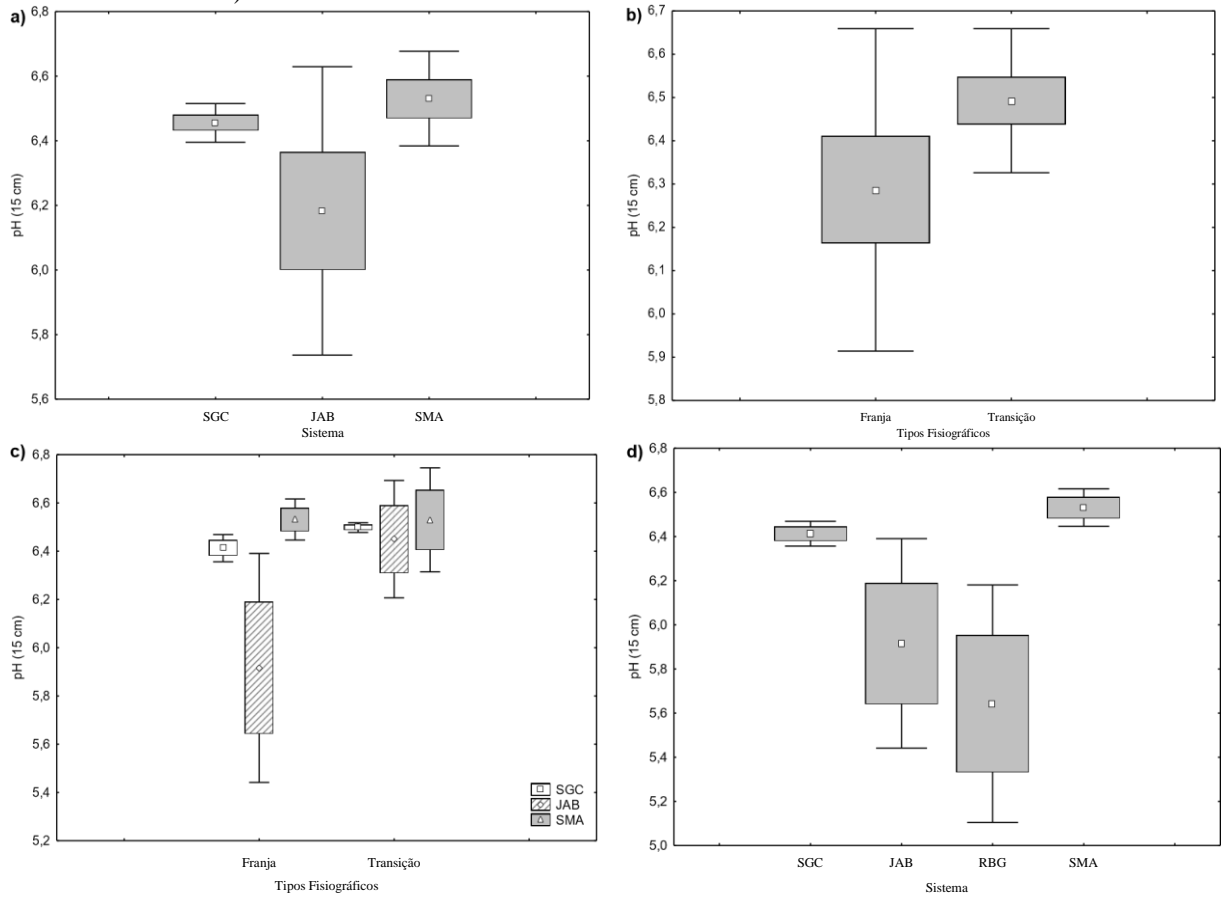 )
a)
6,8
6,6
6,4
6,2
6,0
5,8
5,6
pH (15 cm)
SGC JAB SMA
Sistema
b)
6,7
6,6
6,5
6,4
6,3
6,2
6,1
6,0
5,9
5,8
pH (15 cm)
Franja Transição
Tipos Fisiográficos
c)
6,8
6,6
6,4
6,2
6,0
5,8
5,6
5,4
5,2
pH (15 cm)
SGC
JAB
SMA
Franja Transição
Tipos Fisiográficos
d)
6,8
6,6
6,4
6,2
6,0
5,8
5,6
5,4
5,2
5,0
pH (15 cm)
SGC JAB RBG SMA
Sistema